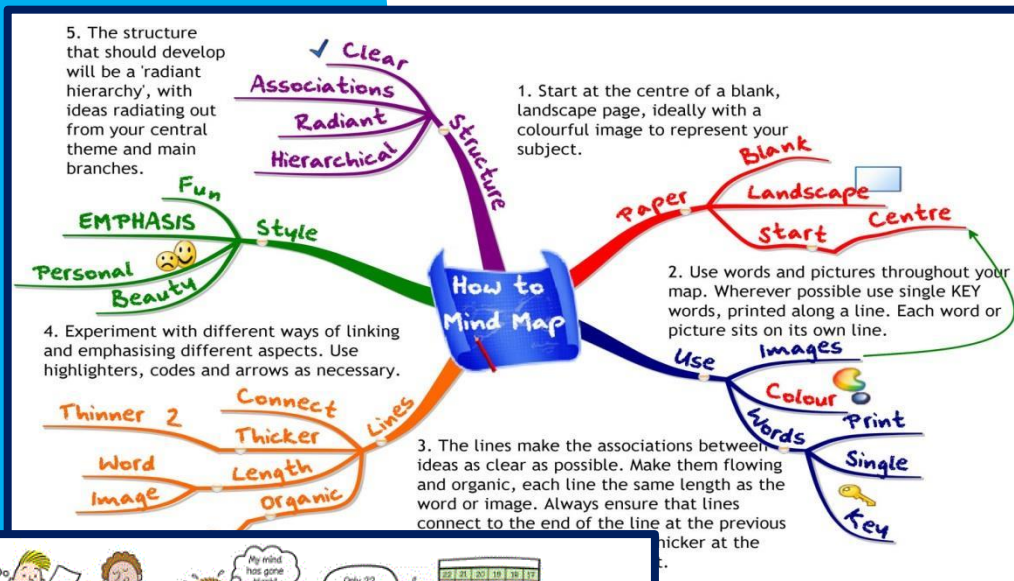 5. The structure
that should develop
will be a 'radiant
hierarchy', with
ideas radiating out
from your central
theme and main
branches.
Clear
Associations
Radiant
Hierarchical
Structure
1. Start at the centre of a blank,
landscape page, ideally with a
colourful image to represent your
subject.
Paper
Blank
Landscape
Start
Centre
Fun
EMPHASIS
Personal
Beauty
Style
How to
Mind Map
2. Use words and pictures throughout your
map. Wherever possible use single KEY
words, printed along a line. Each word or
picture sits on its own line.
Use
Images
Colour
Words
Print
Single
Key
4. Experiment with different ways of linking
and emphasising different aspects. Use
highlighters, codes and arrows as necessary.
Lines
Connect
Thinner 2
Thicker
Length
Word
Image
Organic
3. The lines make the associations between
ideas as clear as possible. Make them flowing
and organic, each line the same length as the
word or image. Always ensure that lines
connect to the end of the line at the previous
thicker at the
My mind
has gone
Only 22
22 21 20 19 18 17